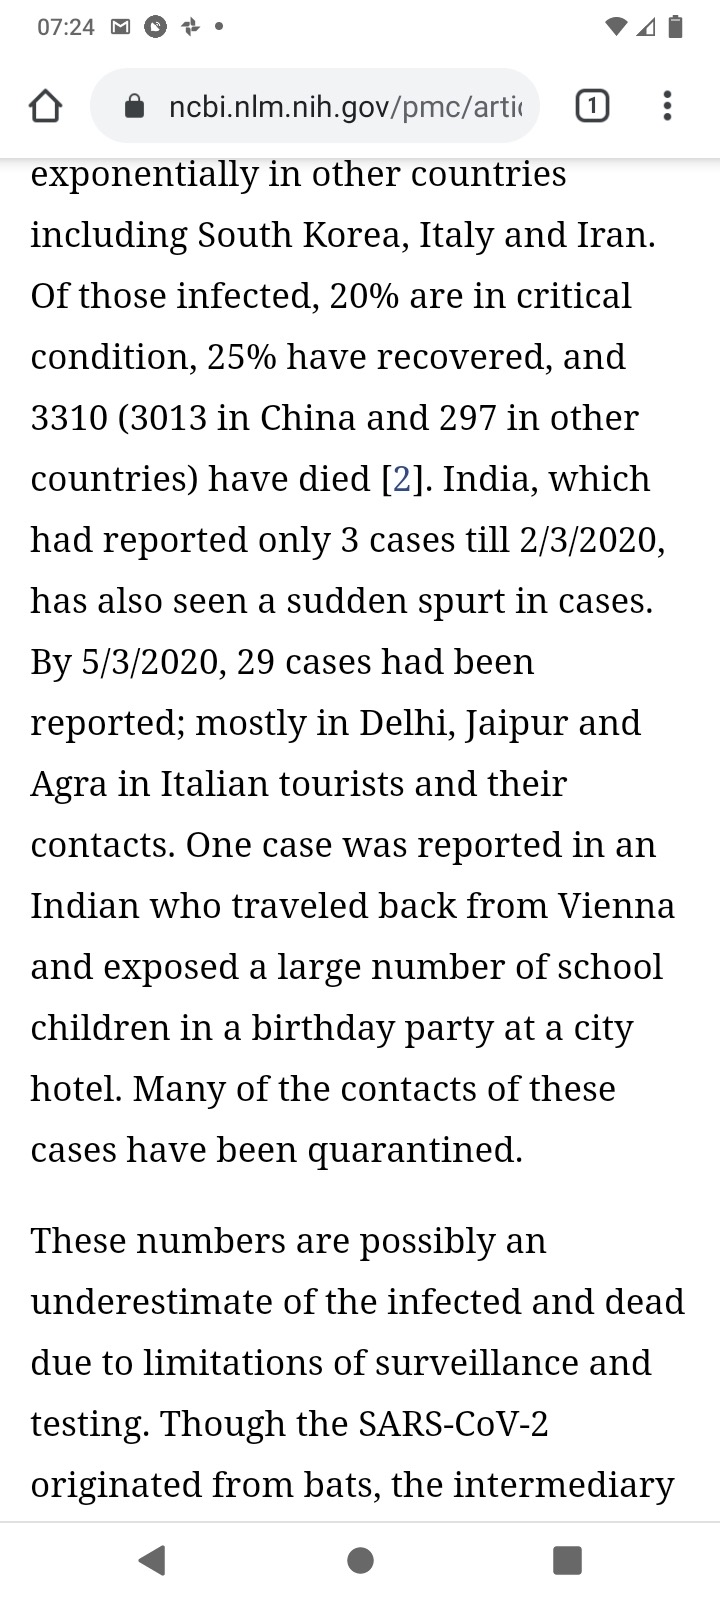 07:24
ncbi.nlm.nih.gov/pmc/artic
1
exponentially in other countries
including South Korea, Italy and Iran.
Of those infected, 20% are in critical
condition, 25% have recovered, and
3310 (3013 in China and 297 in other
countries) have died [2]. India, which
had reported only 3 cases till 2/3/2020,
has also seen a sudden spurt in cases.
By 5/3/2020, 29 cases had been
reported; mostly in Delhi, Jaipur and
Agra in Italian tourists and their
contacts. One case was reported in an
Indian who traveled back from Vienna
and exposed a large number of school
children in a birthday party at a city
hotel. Many of the contacts of these
cases have been quarantined.
These numbers are possibly an
underestimate of the infected and dead
due to limitations of surveillance and
testing. Though the SARS-CoV-2
originated from bats, the intermediary